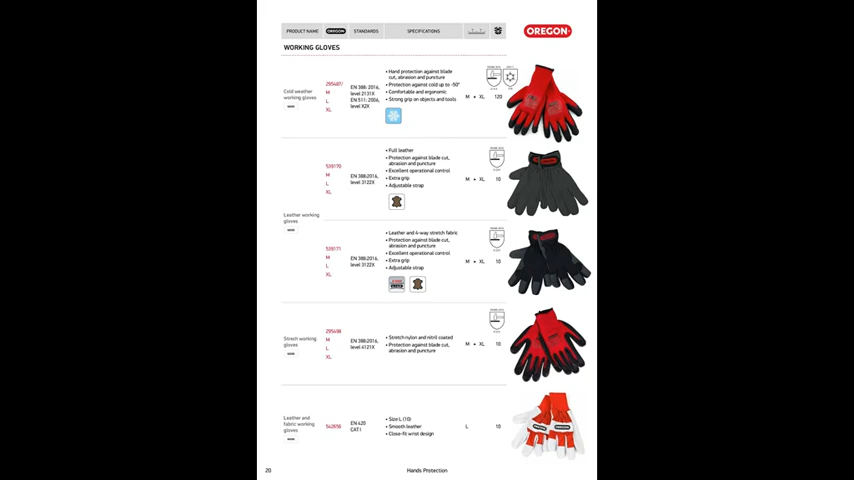 PRODUCT NAME OREGON STANDARDS SPECIFICATIONS
OREGON
WORKING GLOVES
Cold weather
working gloves
295487/
M
L
XL
EN 388: 2016,
level 2131X
EN 511: 2006,
level X2X
• Hand protection against blade
cut, abrasion and puncture
• Protection against cold up to -50°
• Comfortable and ergonomic
• Strong grip on objects and tools
M • XL 120
Leather working
gloves
539170
M
L
XL
EN 388:2016,
level 3122X
• Full leather
• Protection against blade cut,
abrasion and puncture
• Excellent operational control
• Extra grip
• Adjustable strap
M • XL 10
539171
M
L
XL
EN 388:2016,
level 3122X
• Leather and 4-way stretch fabric
• Protection against blade cut,
abrasion and puncture
• Excellent operational control
• Extra grip
• Adjustable strap
M • XL 10
Strech working
gloves
295498
M
L
XL
EN 388:2016,
level 4121X
• Stretch nylon and nitril coated
• Protection against blade cut,
abrasion and puncture
M • XL 10
Leather and
fabric working
gloves
542656
EN 420
CAT I
• Size L (10)
• Smooth leather
• Close-fit wrist design
L 10
20 Hands Protection